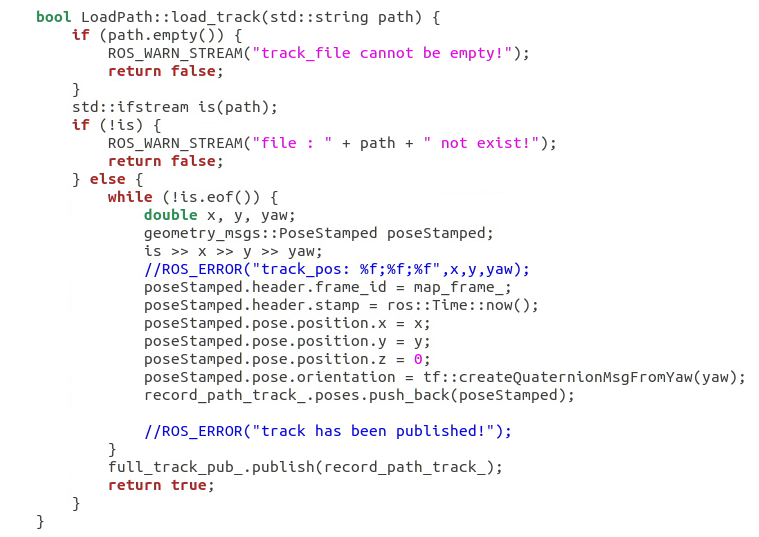 bool LoadPath::load_track(std::string path) {
    if (path.empty()) {
        ROS_WARN_STREAM("track_file cannot be empty!");
        return false;
    }
    std::ifstream is(path);
    if (!is) {
        ROS_WARN_STREAM("file : " + path + " not exist!");
        return false;
    } else {
        while (!is.eof()) {
            double x, y, yaw;
            geometry_msgs::PoseStamped poseStamped;
            is >> x >> y >> yaw;
            //ROS_ERROR("track_pos: %f;%f;%f",x,y,yaw);
            poseStamped.header.frame_id = map_frame_;
            poseStamped.header.stamp = ros::Time::now();
            poseStamped.pose.position.x = x;
            poseStamped.pose.position.y = y;
            poseStamped.pose.position.z = 0;
            poseStamped.pose.orientation = tf::createQuaternionMsgFromYaw(yaw);
            record_path_track_.poses.push_back(poseStamped);

            //ROS_ERROR("track has been published!");
        }
        full_track_pub_.publish(record_path_track_);
        return true;
    }
}